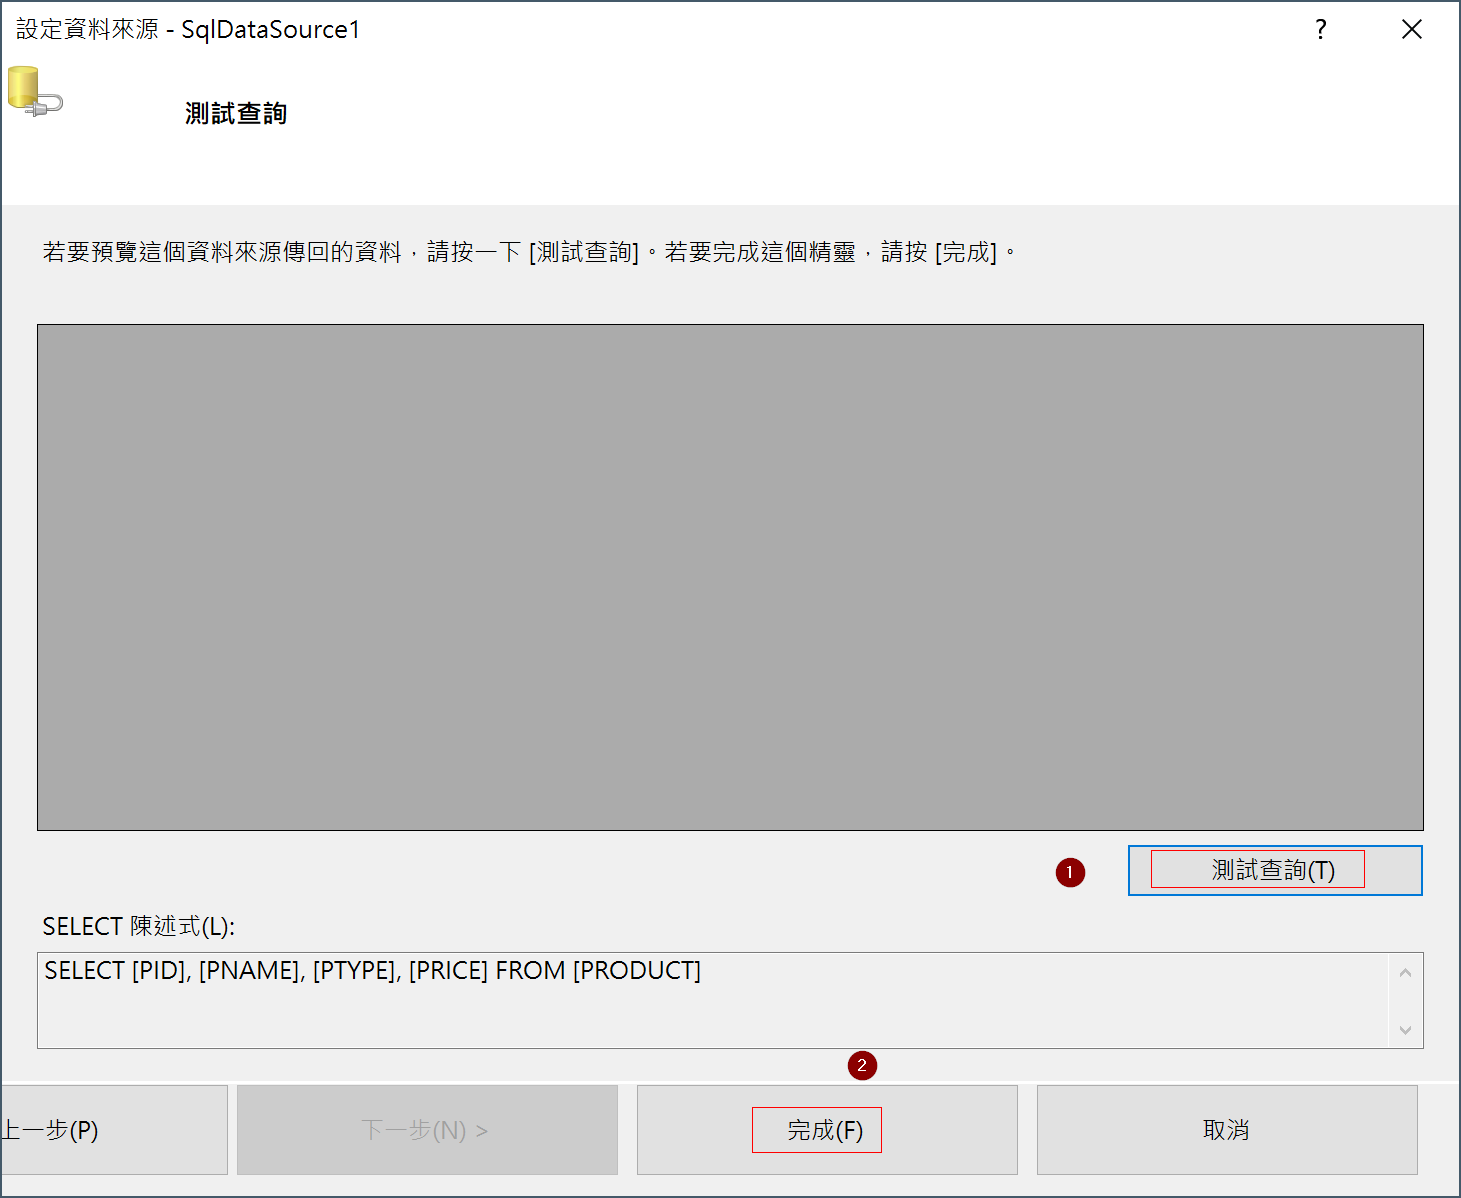 設定資料來源 - SqlDataSource1
?
測試查詢
若要預覽這個資料來源傳回的資料，請按一下 [測試查詢]。若要完成這個精靈，請按 [完成]。
1
測試查詢(T)
SELECT 陳述式(L):
SELECT [PID], [PNAME], [PTYPE], [PRICE] FROM [PRODUCT]
2
上一步(P)
下一步(N) >
完成(F)
取消